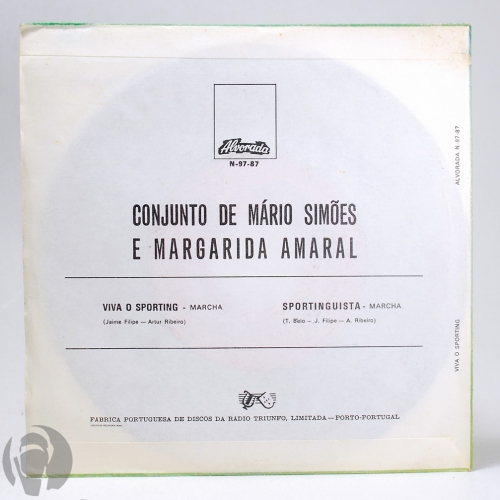 Alvorada
N-97-87
CONJUNTO DE MÁRIO SIMÕES
E MARGARIDA AMARAL
VIVA O SPORTING - MARCHA
(Jaime Filipe — Artur Ribeiro)
SPORTINGUISTA - MARCHA
(T. Belo — J. Filipe — A. Ribeiro)
FABRICA PORTUGUESA DE DISCOS DA RÁDIO TRIUNFO, LIMITADA — PORTO-PORTUGAL
ALVORADA N-97-87
VIVA O SPORTING